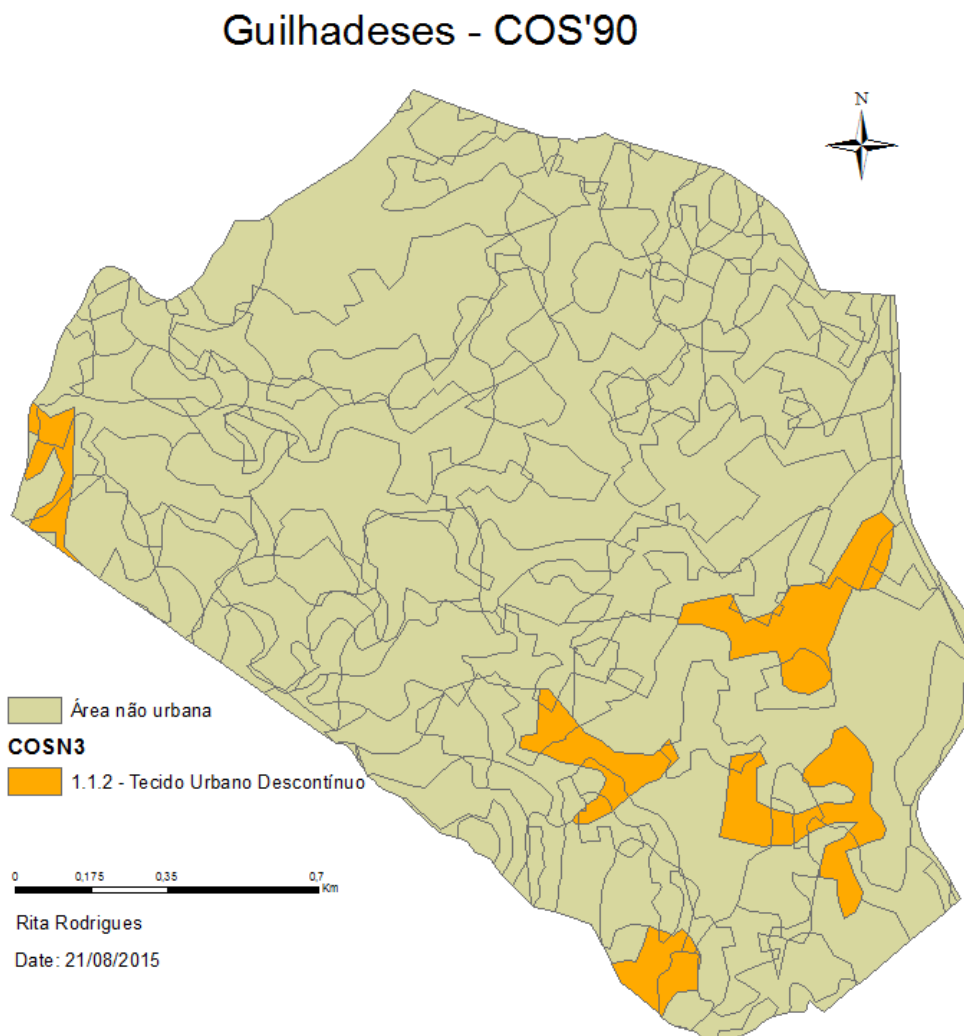 Guilhadeses - COS'90
N
Área não urbana
COSN3
1.1.2 - Tecido Urbano Descontínuo
0 0,175 0,35 0,7
Km
Rita Rodrigues
Date: 21/08/2015